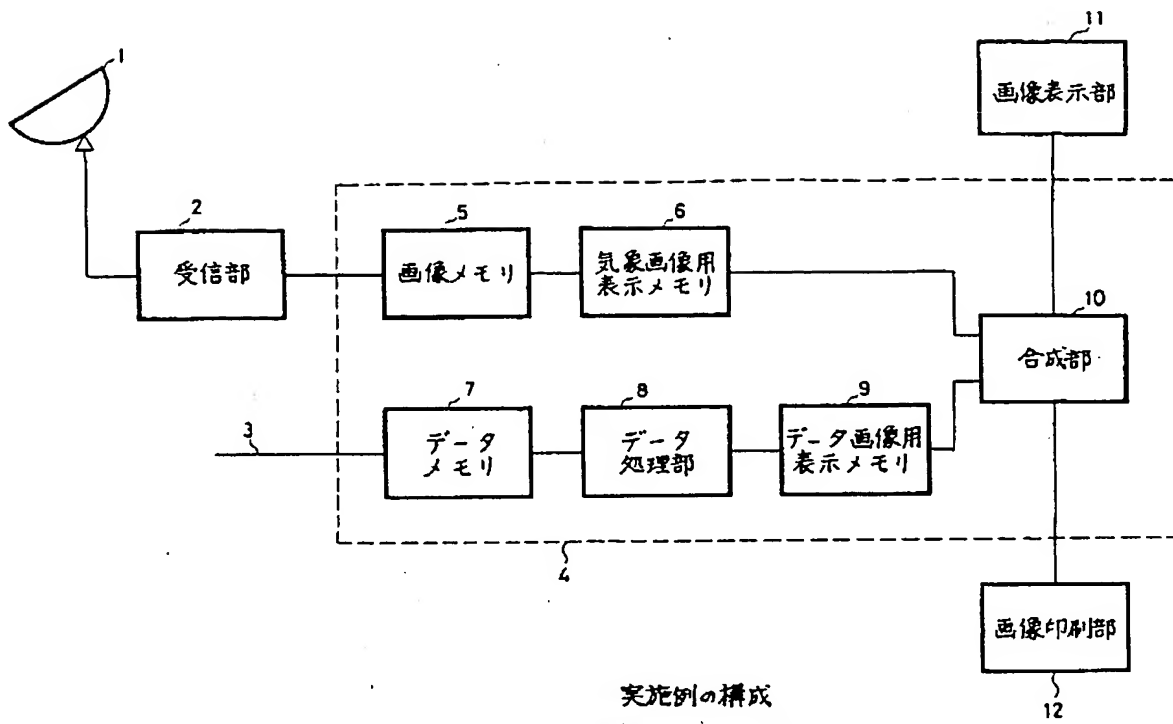 1
11
画像表示部
2
受信部
5
画像メモリ
6
気象画像用
表示メモリ
10
合成部
3
7
データ
メモリ
8
データ
処理部
9
データ画像用
表示メモリ
4
画像印刷部
12
実施例の構成